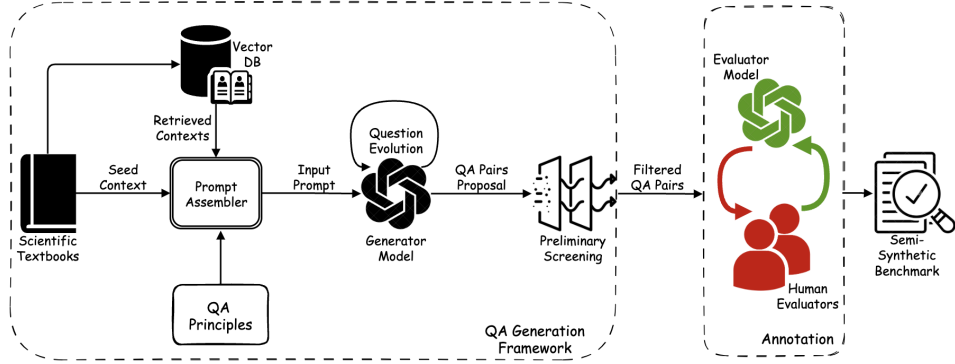 Vector
DB
Retrieved
Contexts
Scientific
Textbooks
Seed
Context
Prompt
Assembler
QA
Principles
Input
Prompt
Question
Evolution
Generator
Model
QA Pairs
Proposal
Preliminary
Screening
QA Generation
Framework
Filtered
QA Pairs
Evaluator
Model
Human
Evaluators
Annotation
Semi-
Synthetic
Benchmark